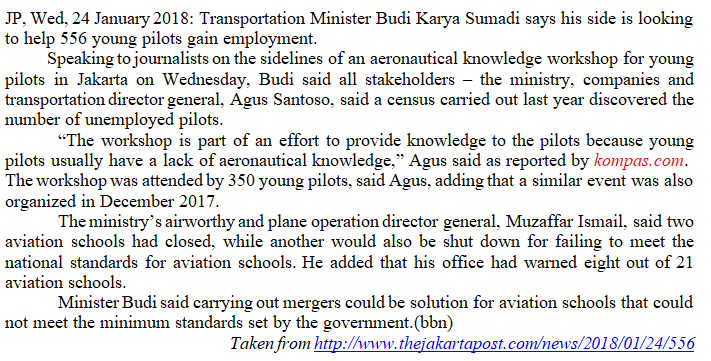 JP, Wed, 24 January 2018: Transportation Minister Budi Karya Sumadi says his side is looking
to help 556 young pilots gain employment.
Speaking to journalists on the sidelines of an aeronautical knowledge workshop for young
pilots in Jakarta on Wednesday, Budi said all stakeholders – the ministry, companies and
transportation director general, Agus Santoso, said a census carried out last year discovered the
number of unemployed pilots.
“The workshop is part of an effort to provide knowledge to the pilots because young
pilots usually have a lack of aeronautical knowledge,” Agus said as reported by kompas.com.
The workshop was attended by 350 young pilots, said Agus, adding that a similar event was also
organized in December 2017.
The ministry’s airworthy and plane operation director general, Muzaffar Ismail, said two
aviation schools had closed, while another would also be shut down for failing to meet the
national standards for aviation schools. He added that his office had warned eight out of 21
aviation schools.
Minister Budi said carrying out mergers could be solution for aviation schools that could
not meet the minimum standards set by the government.(bbn)
Taken from http://www.thejakartapost.com/news/2018/01/24/556